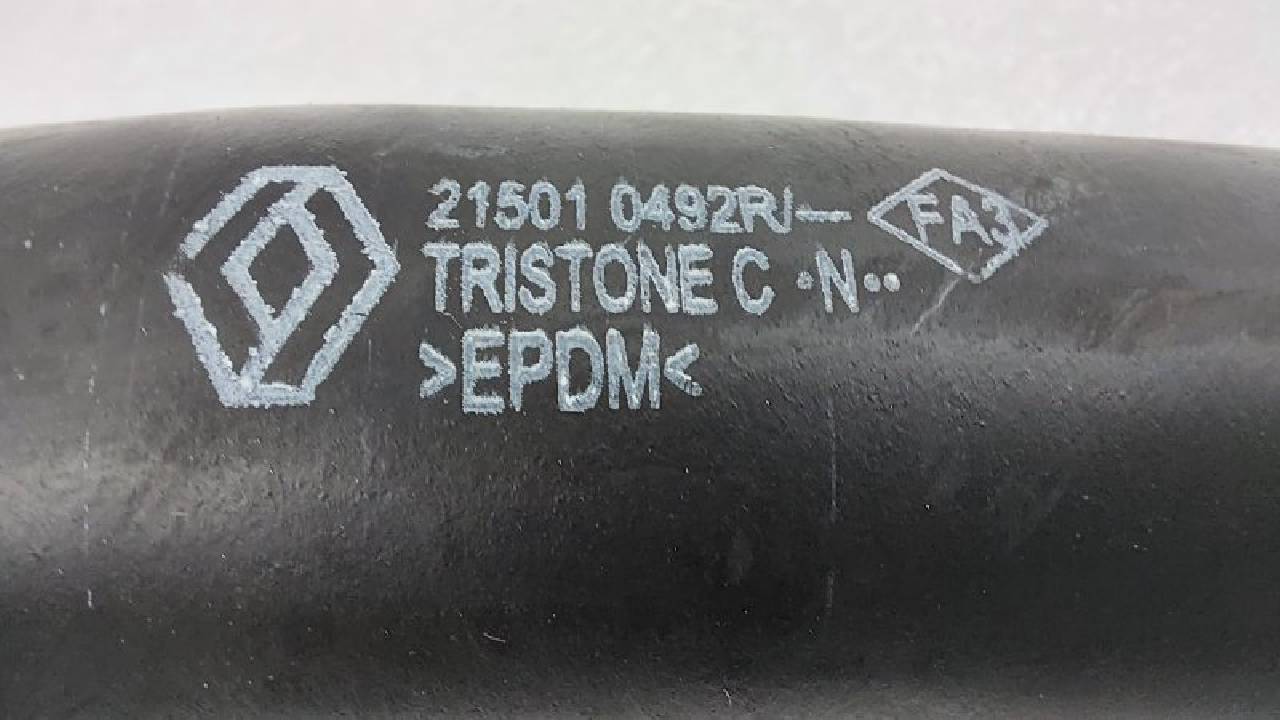 21501 0492R/— FA3
TRISTONE C •N••
>EPDM<